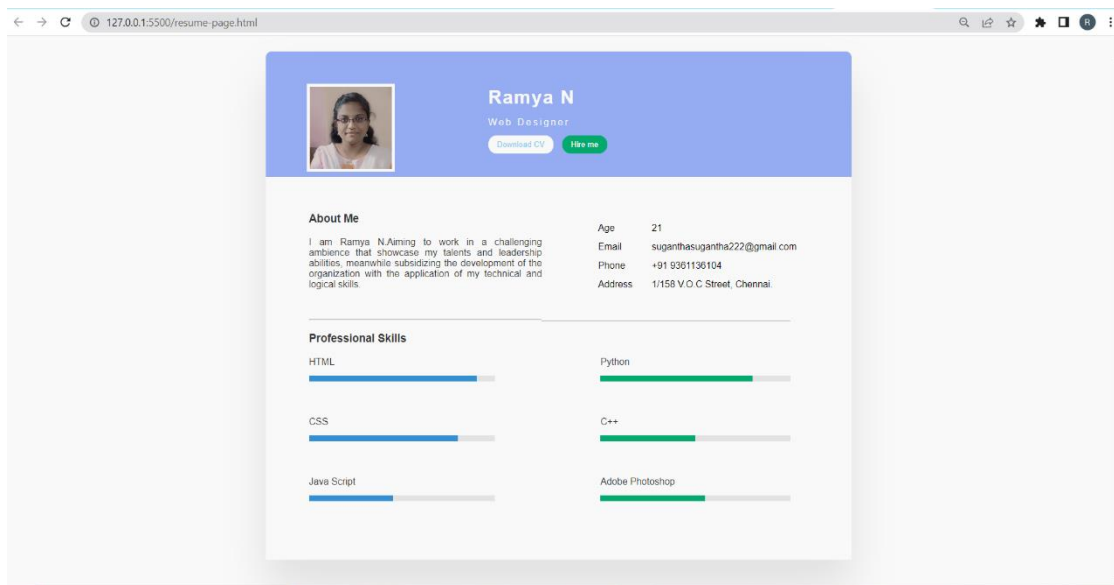 127.0.0.1:5500/resume-page.html
R
Ramya N
Web Designer
Download CV
Hire me
About Me
I am Ramya N.Aiming to work in a challenging
ambience that showcase my talents and leadership
abilities, meanwhile subsidizing the development of the
organization with the application of my technical and
logical skills.
Age 21
Email suganthasugantha222@gmail.com
Phone +91 9361136104
Address 1/158 V.O.C Street, Chennai.
Professional Skills
HTML
Python
CSS
C++
Java Script
Adobe Photoshop